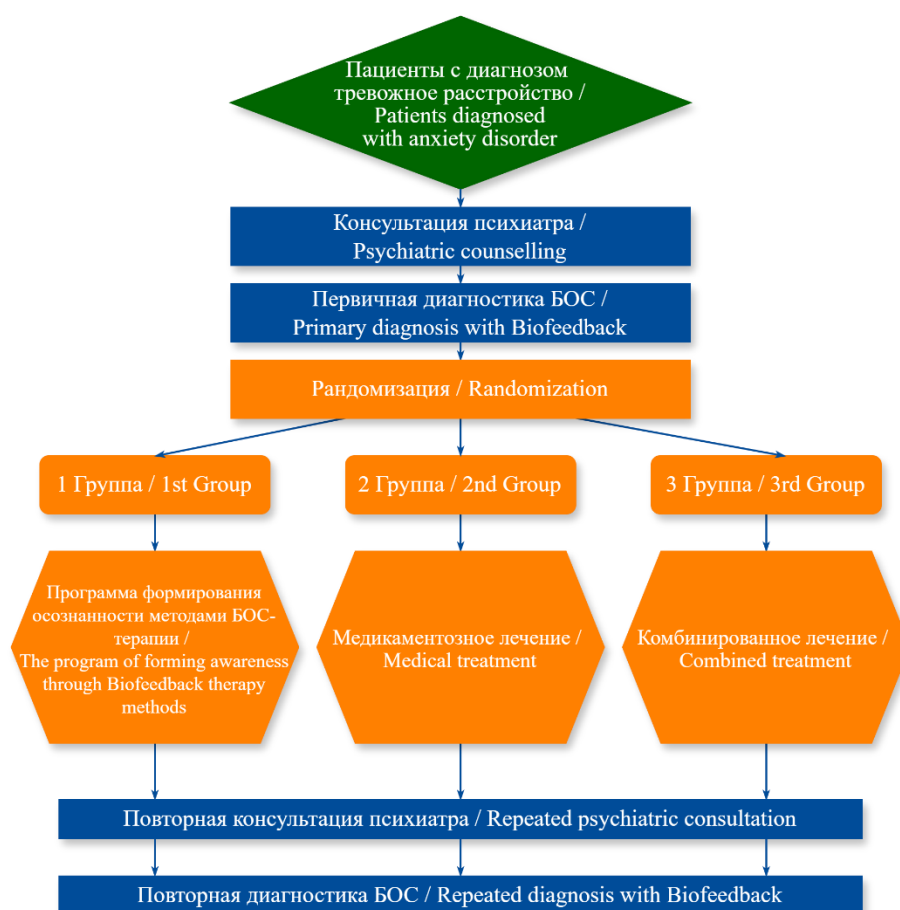 Пациенты с диагнозом
тревожное расстройство /
Patients diagnosed
with anxiety disorder
Консультация психиатра /
Psychiatric counselling
Первичная диагностика БОС /
Primary diagnosis with Biofeedback
Рандомизация / Randomization
1 Группа / 1st Group
2 Группа / 2nd Group
3 Группа / 3rd Group
Программа формирования
осознанности методами БОС-
терапии /
The program of forming awareness
through Biofeedback therapy
methods
Медикаментозное лечение /
Medical treatment
Комбинированное лечение /
Combined treatment
Повторная консультация психиатра / Repeated psychiatric consultation
Повторная диагностика БОС / Repeated diagnosis with Biofeedback